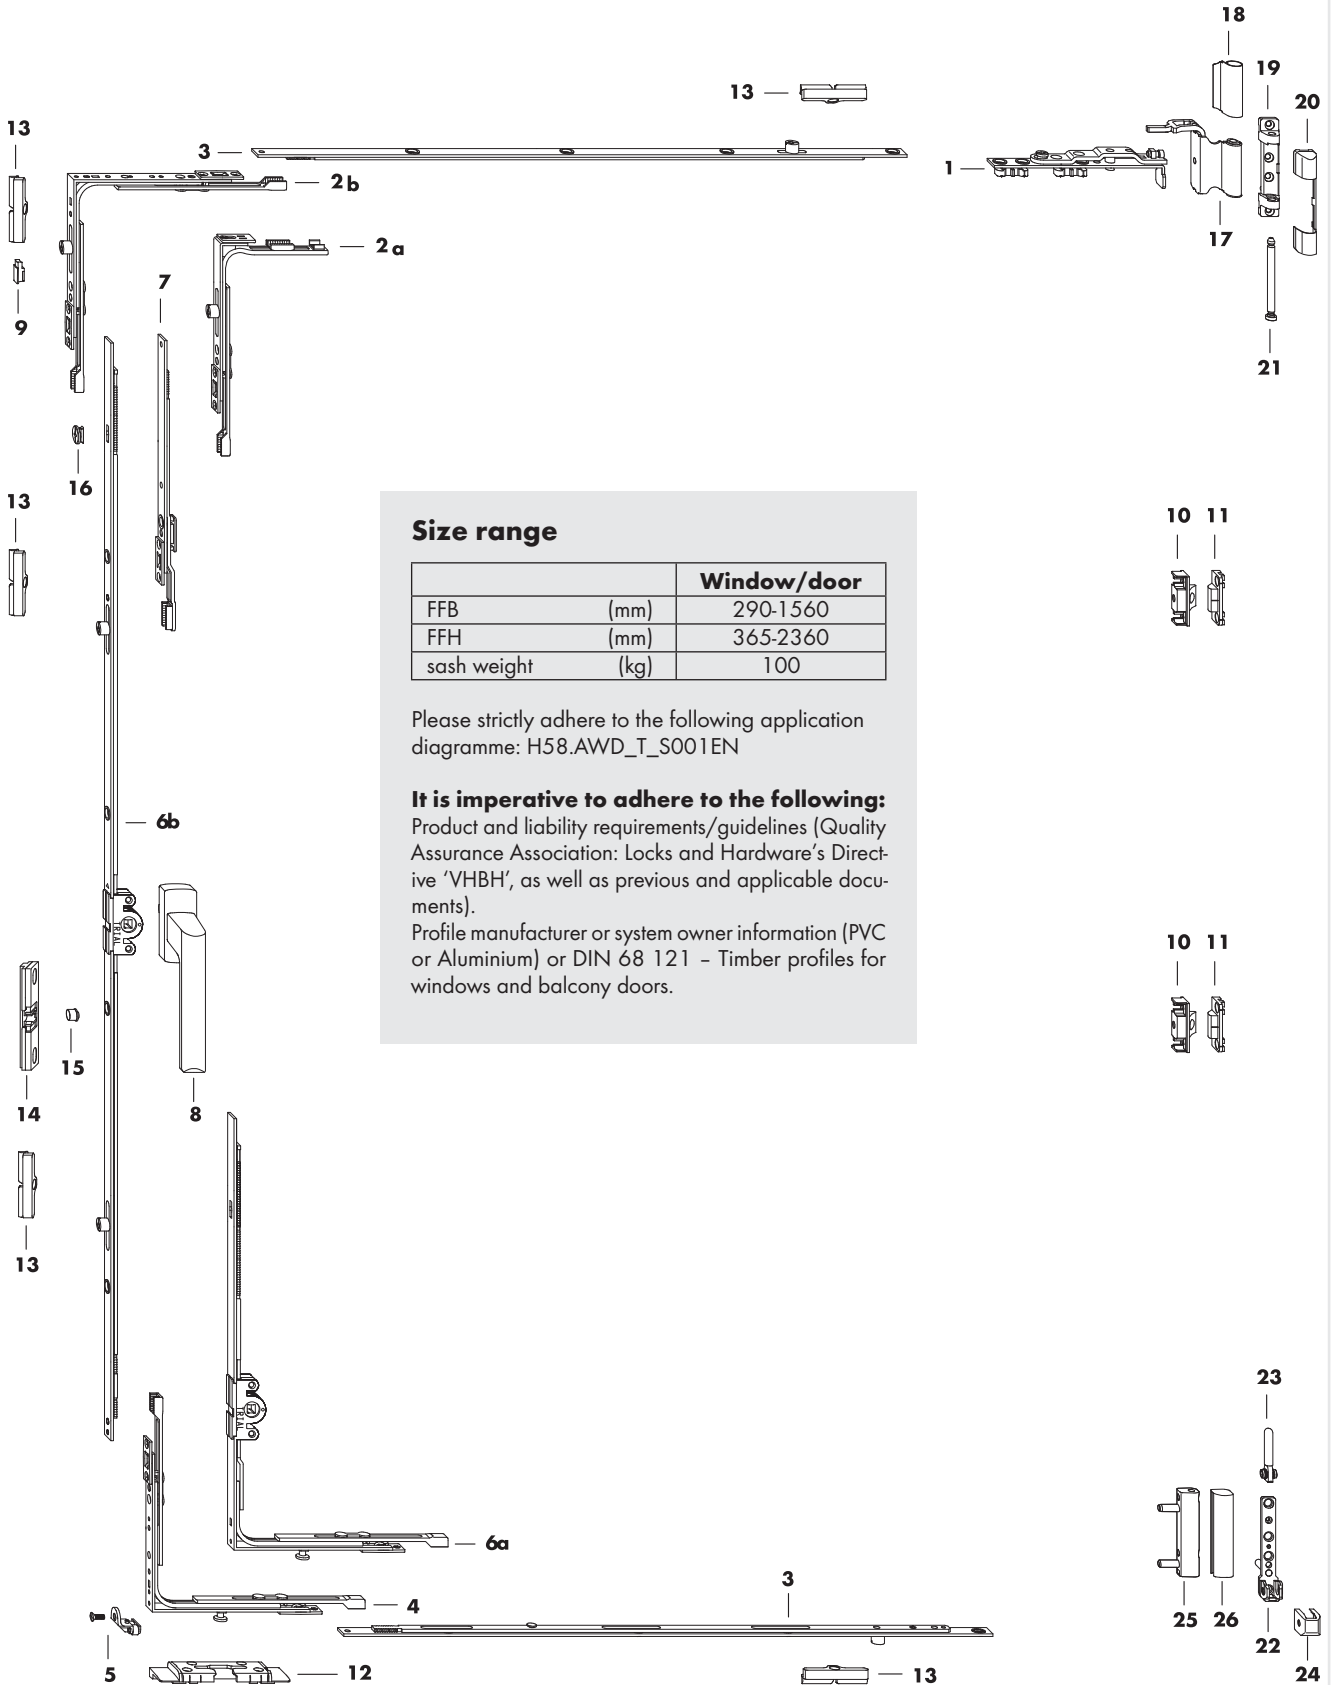 18
19
20
13
13
3
1
2b
17
2a
7
9
21
16
13
Size range
Window/door
FFB (mm) 290-1560
FFH (mm) 365-2360
sash weight (kg) 100
Please strictly adhere to the following application
diagramme: H58.AWD_T_S001EN
It is imperative to adhere to the following:
Product and liability requirements/guidelines (Quality
Assurance Association: Locks and Hardware's Direct-
ive 'VHBH', as well as previous and applicable docu-
ments).
Profile manufacturer or system owner information (PVC
or Aluminium) or DIN 68 121 – Timber profiles for
windows and balcony doors.
10 11
6b
TRIAL
10 11
15
14
8
13
23
TRIAL
6a
3
4
25 26
22
5
12
13
24